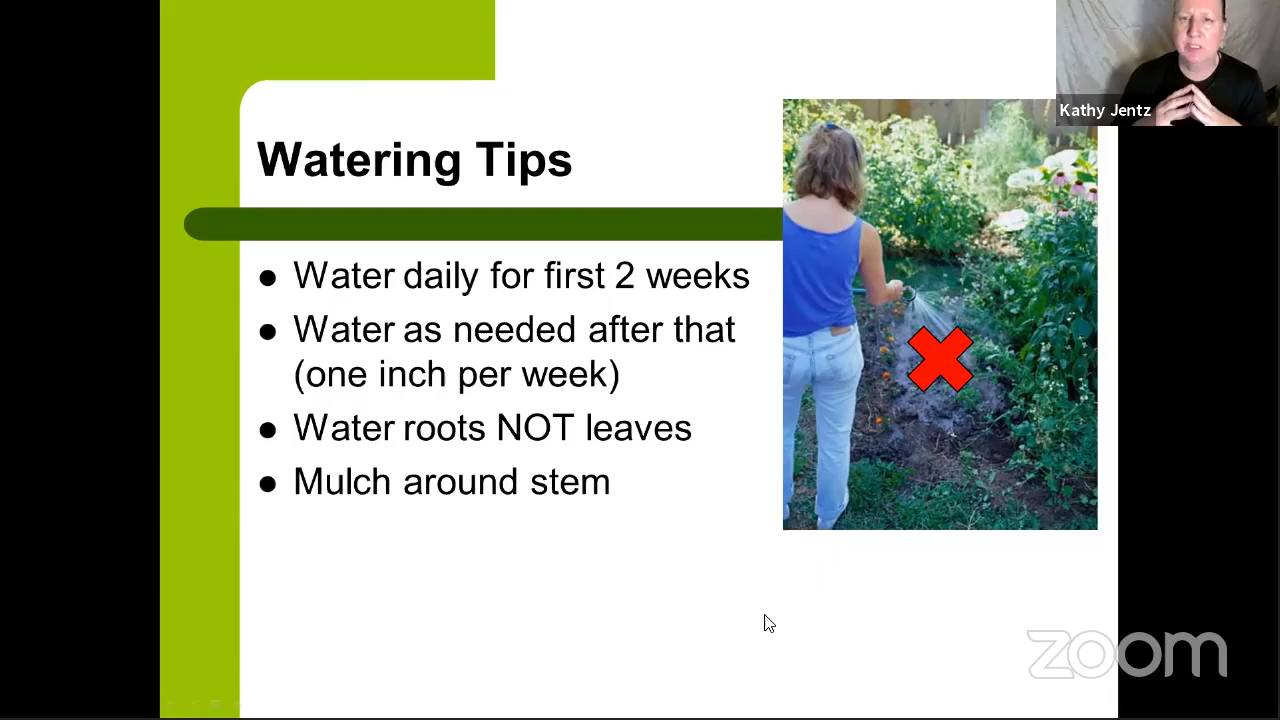 Kathy Jentz
Watering Tips
Water daily for first 2 weeks
Water as needed after that
(one inch per week)
Water roots NOT leaves
Mulch around stem
zoom